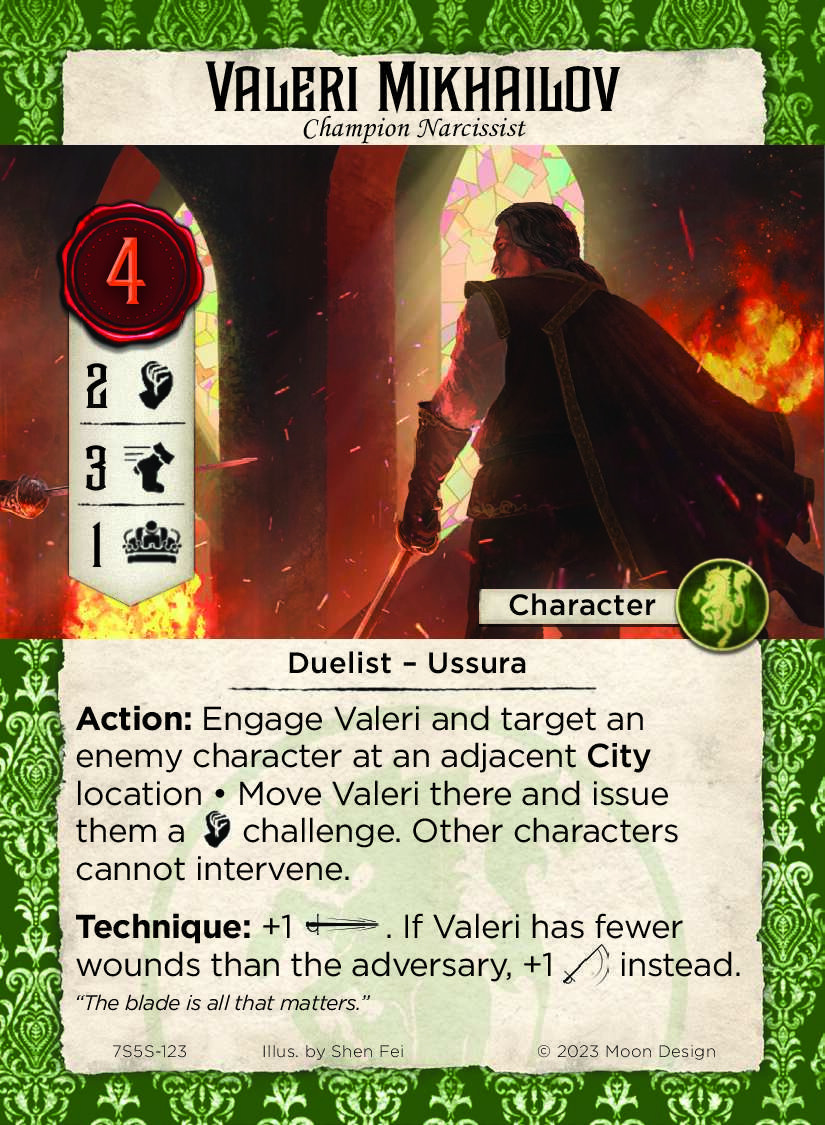 Valeri Mikhailov
Champion Narcissist
4
2
3
1
Character
Duelist – Ussura
Action: Engage Valeri and target an
enemy character at an adjacent City
location • Move Valeri there and issue
them a challenge. Other characters
cannot intervene.
Technique: +1 . If Valeri has fewer
wounds than the adversary, +1 instead.
“The blade is all that matters.”
7S5S-123 Illus. by Shen Fei © 2023 Moon Design